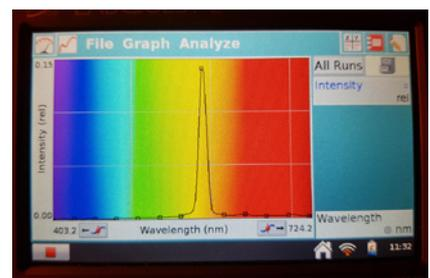 File Graph Analyze
0.15
All Runs
Intensity
rel
Intensity (rel)
0.00
403.2
Wavelength (nm)
724.2
Wavelength
nm
11:32